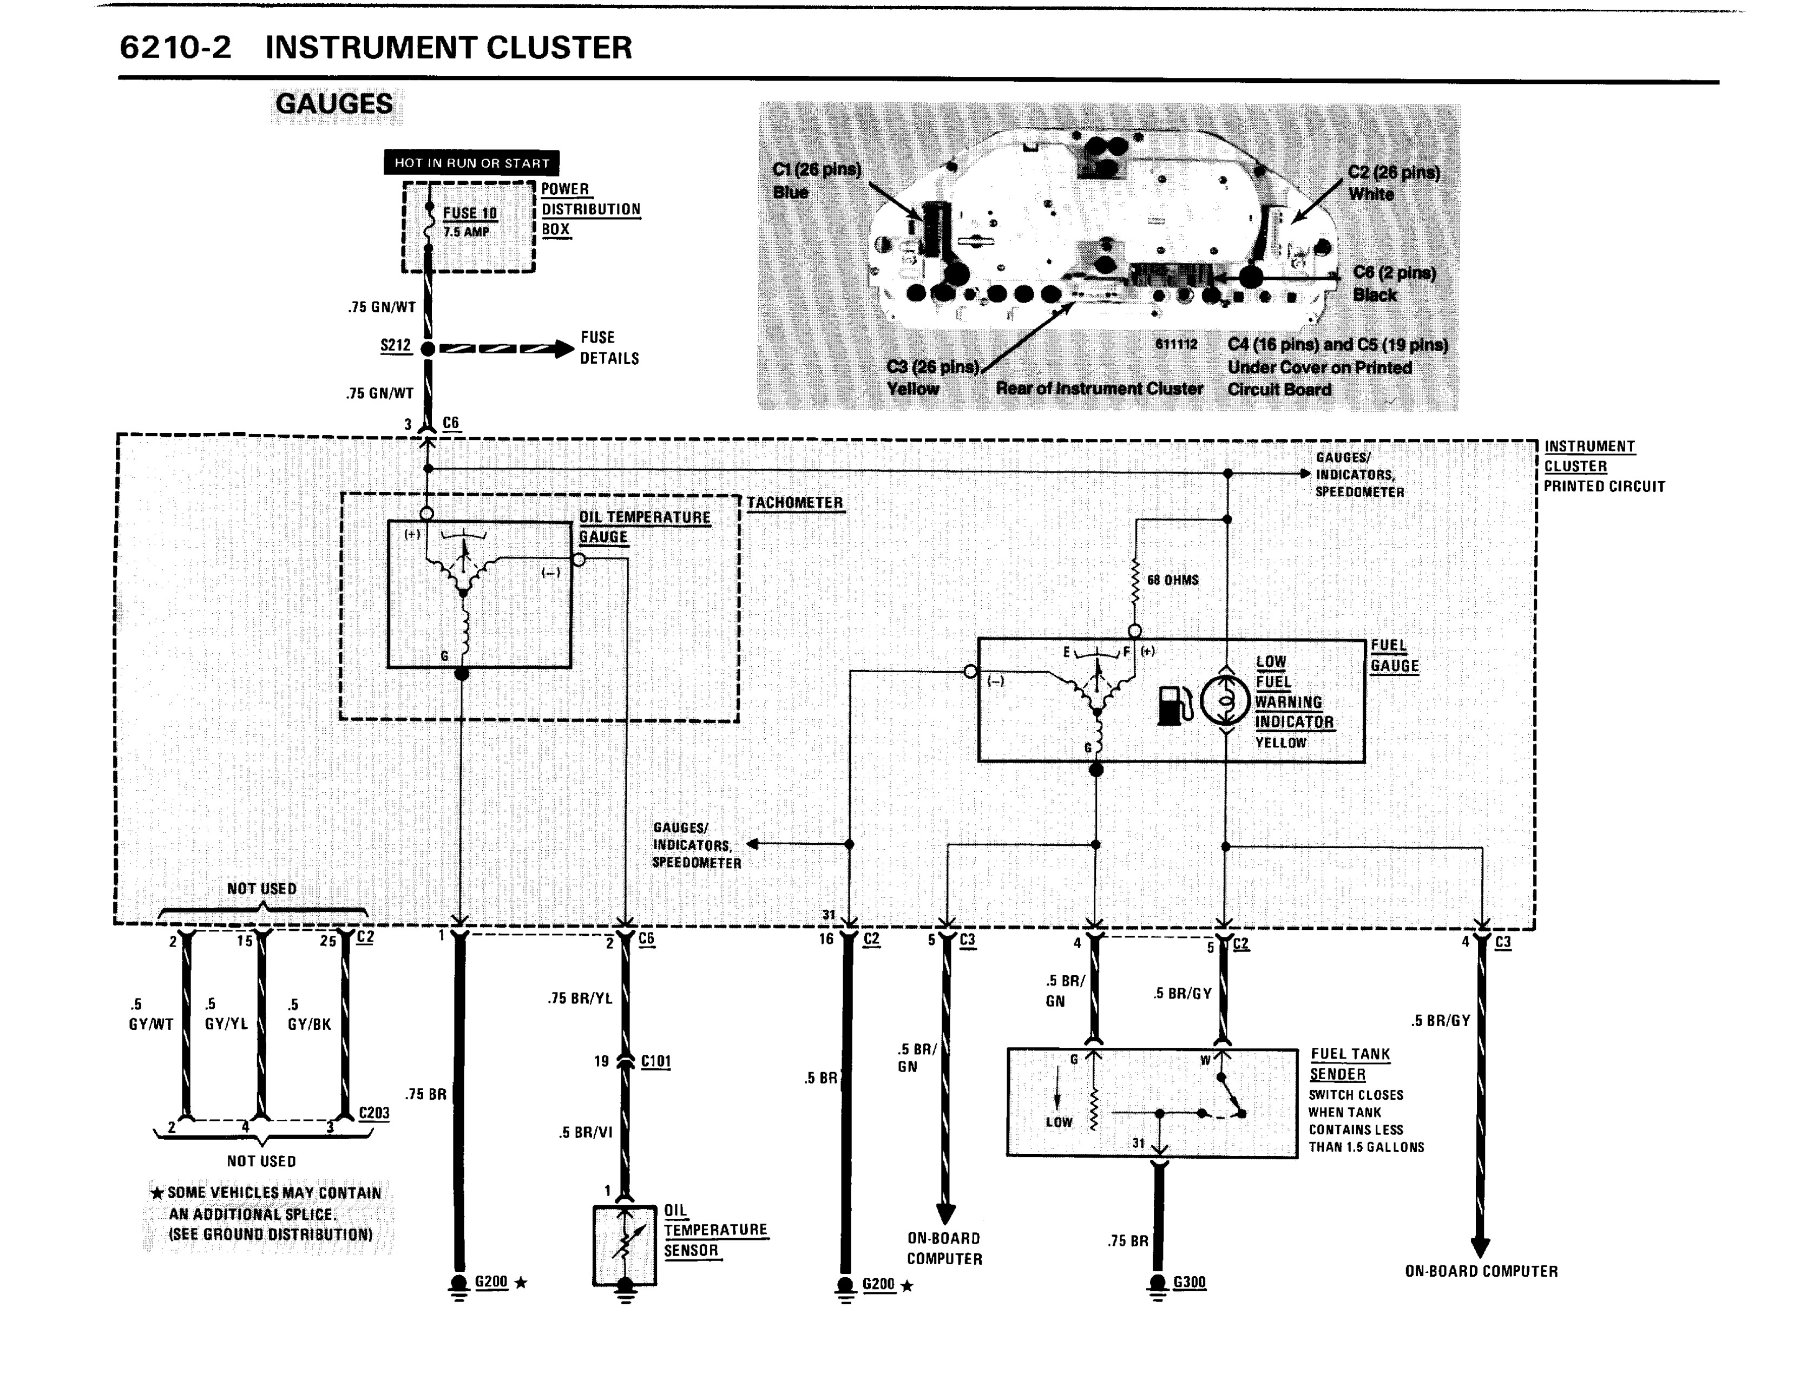 6210-2 INSTRUMENT CLUSTER
GAUGES
HOT IN RUN OR START
POWER
DISTRIBUTION
BOX
FUSE 10
7.5 AMP
.75 GN/WT
S212
FUSE
DETAILS
.75 GN/WT
3 C6
C1 (26 pins)
Blue
C2 (26 pins)
White
C6 (2 pins)
Black
C3 (26 pins)
Yellow
Rear of Instrument Cluster
611112
C4 (16 pins) and C5 (19 pins)
Under Cover on Printed
Circuit Board
INSTRUMENT
CLUSTER
PRINTED CIRCUIT
GAUGES/
INDICATORS,
SPEEDOMETER
TACHOMETER
OIL TEMPERATURE
GAUGE
(+)
(−)
G
68 OHMS
FUEL
GAUGE
E F (+)
(−)
G
LOW
FUEL
WARNING
INDICATOR
YELLOW
GAUGES/
INDICATORS,
SPEEDOMETER
NOT USED
31
2 15 25 C2
1 2 C6
16 C2
5 C3
4 5 C2
4 C3
.5
GY/WT
.5
GY/YL
.5
GY/BK
.75 BR/YL
19 C101
.75 BR
.5 BR/VI
.5 BR
.5 BR/
GN
.5 BR/
GN
.5 BR/GY
.5 BR/GY
C203
2 4 3
NOT USED
★ SOME VEHICLES MAY CONTAIN
AN ADDITIONAL SPLICE.
(SEE GROUND DISTRIBUTION)
1
OIL
TEMPERATURE
SENSOR
G200 ★
G200 ★
ON-BOARD
COMPUTER
G W
LOW
31
FUEL TANK
SENDER
SWITCH CLOSES
WHEN TANK
CONTAINS LESS
THAN 1.5 GALLONS
.75 BR
G300
ON-BOARD COMPUTER